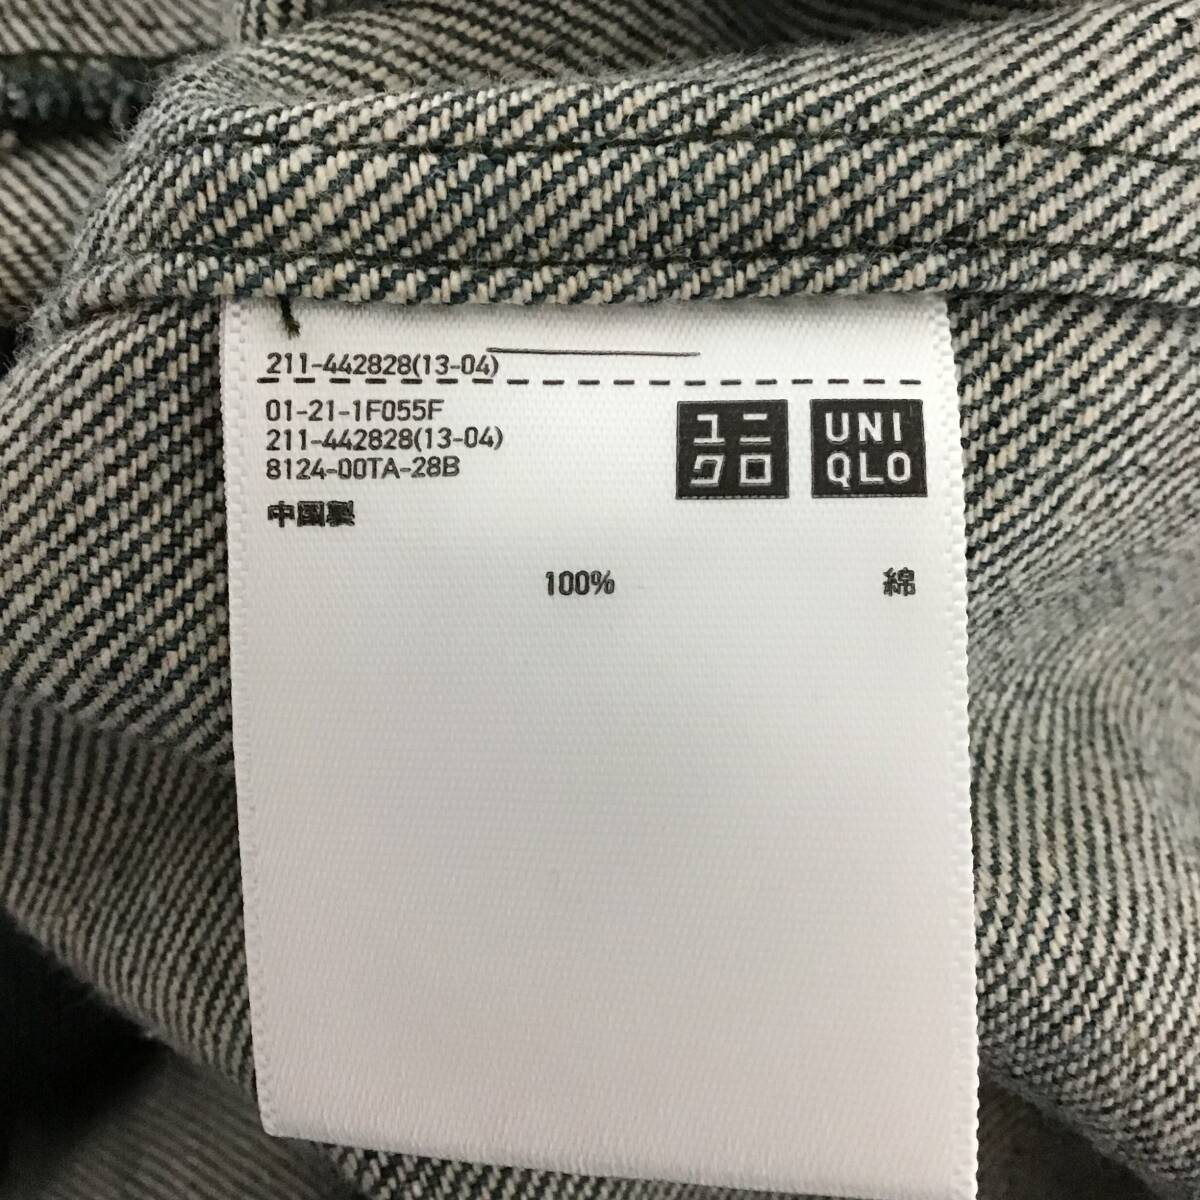 211-442828(13-04)
01-21-1F055F
211-442828(13-04)
8124-00TA-28B
中国製
ユニ
クロ
UNI
QLO
100% 綿